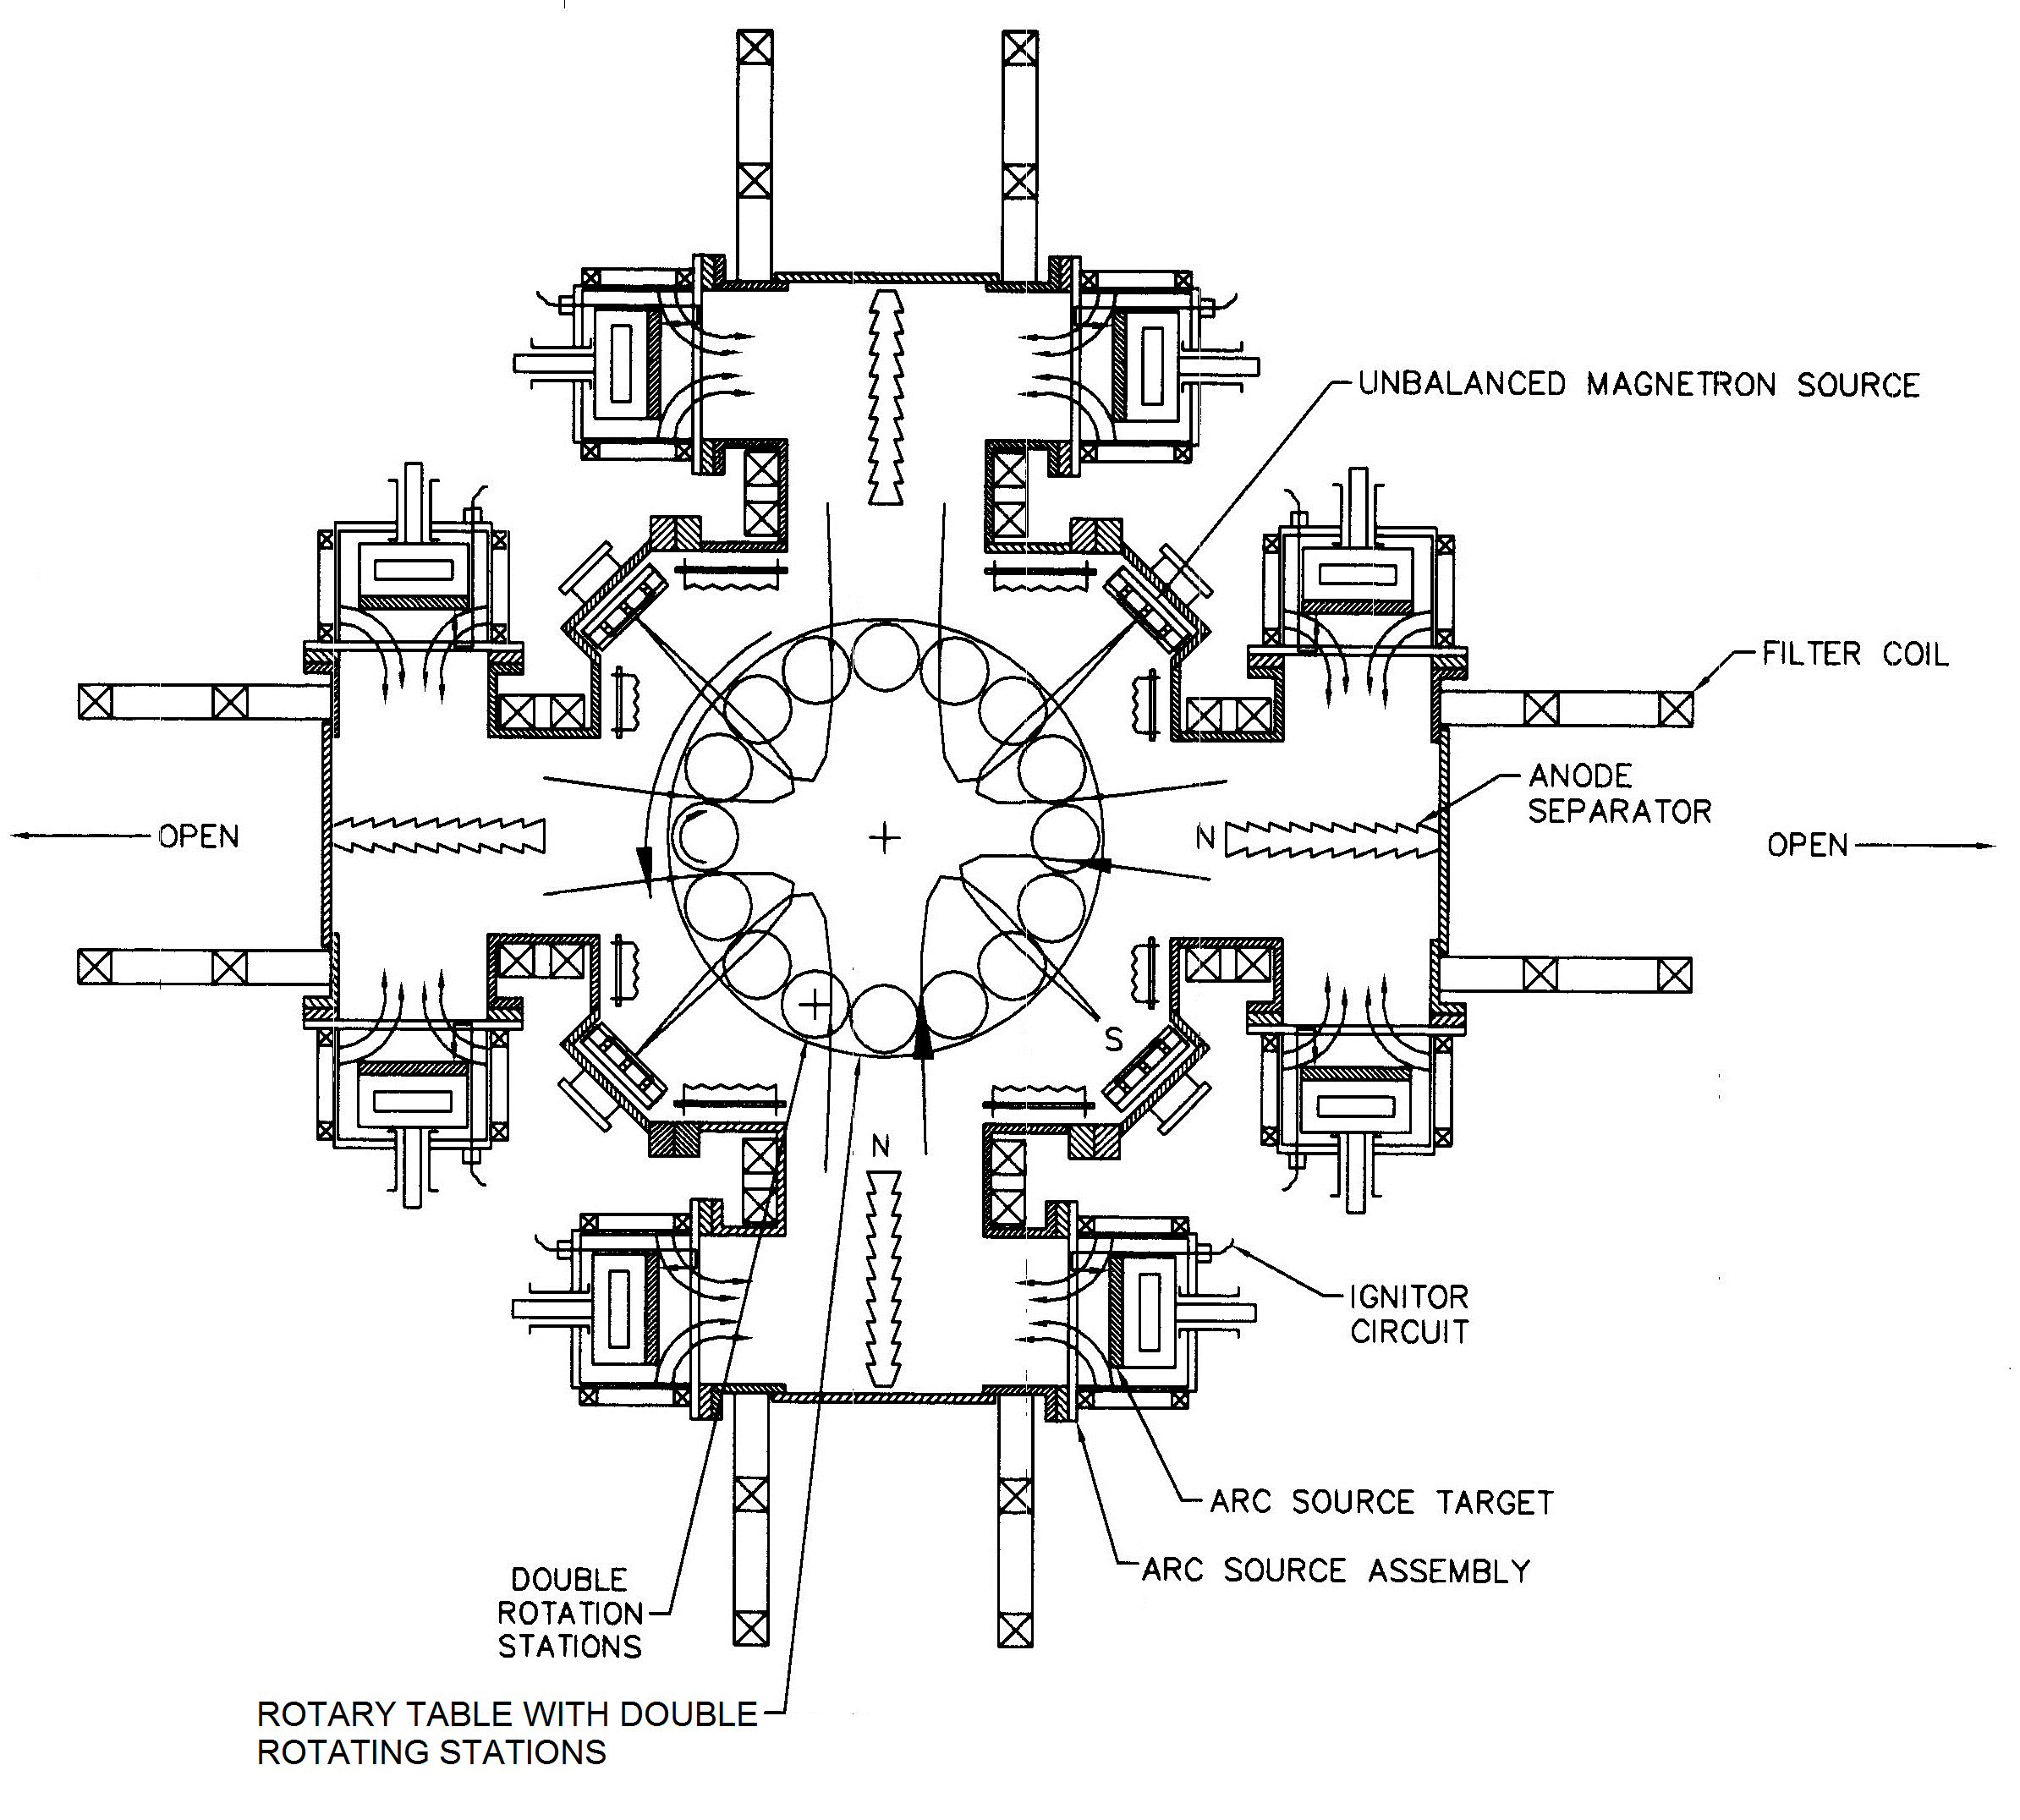 UNBALANCED MAGNETRON SOURCE
FILTER COIL
ANODE
SEPARATOR
OPEN
N
OPEN
S
N
IGNITOR
CIRCUIT
ARC SOURCE TARGET
ARC SOURCE ASSEMBLY
DOUBLE
ROTATION
STATIONS
ROTARY TABLE WITH DOUBLE
ROTATING STATIONS